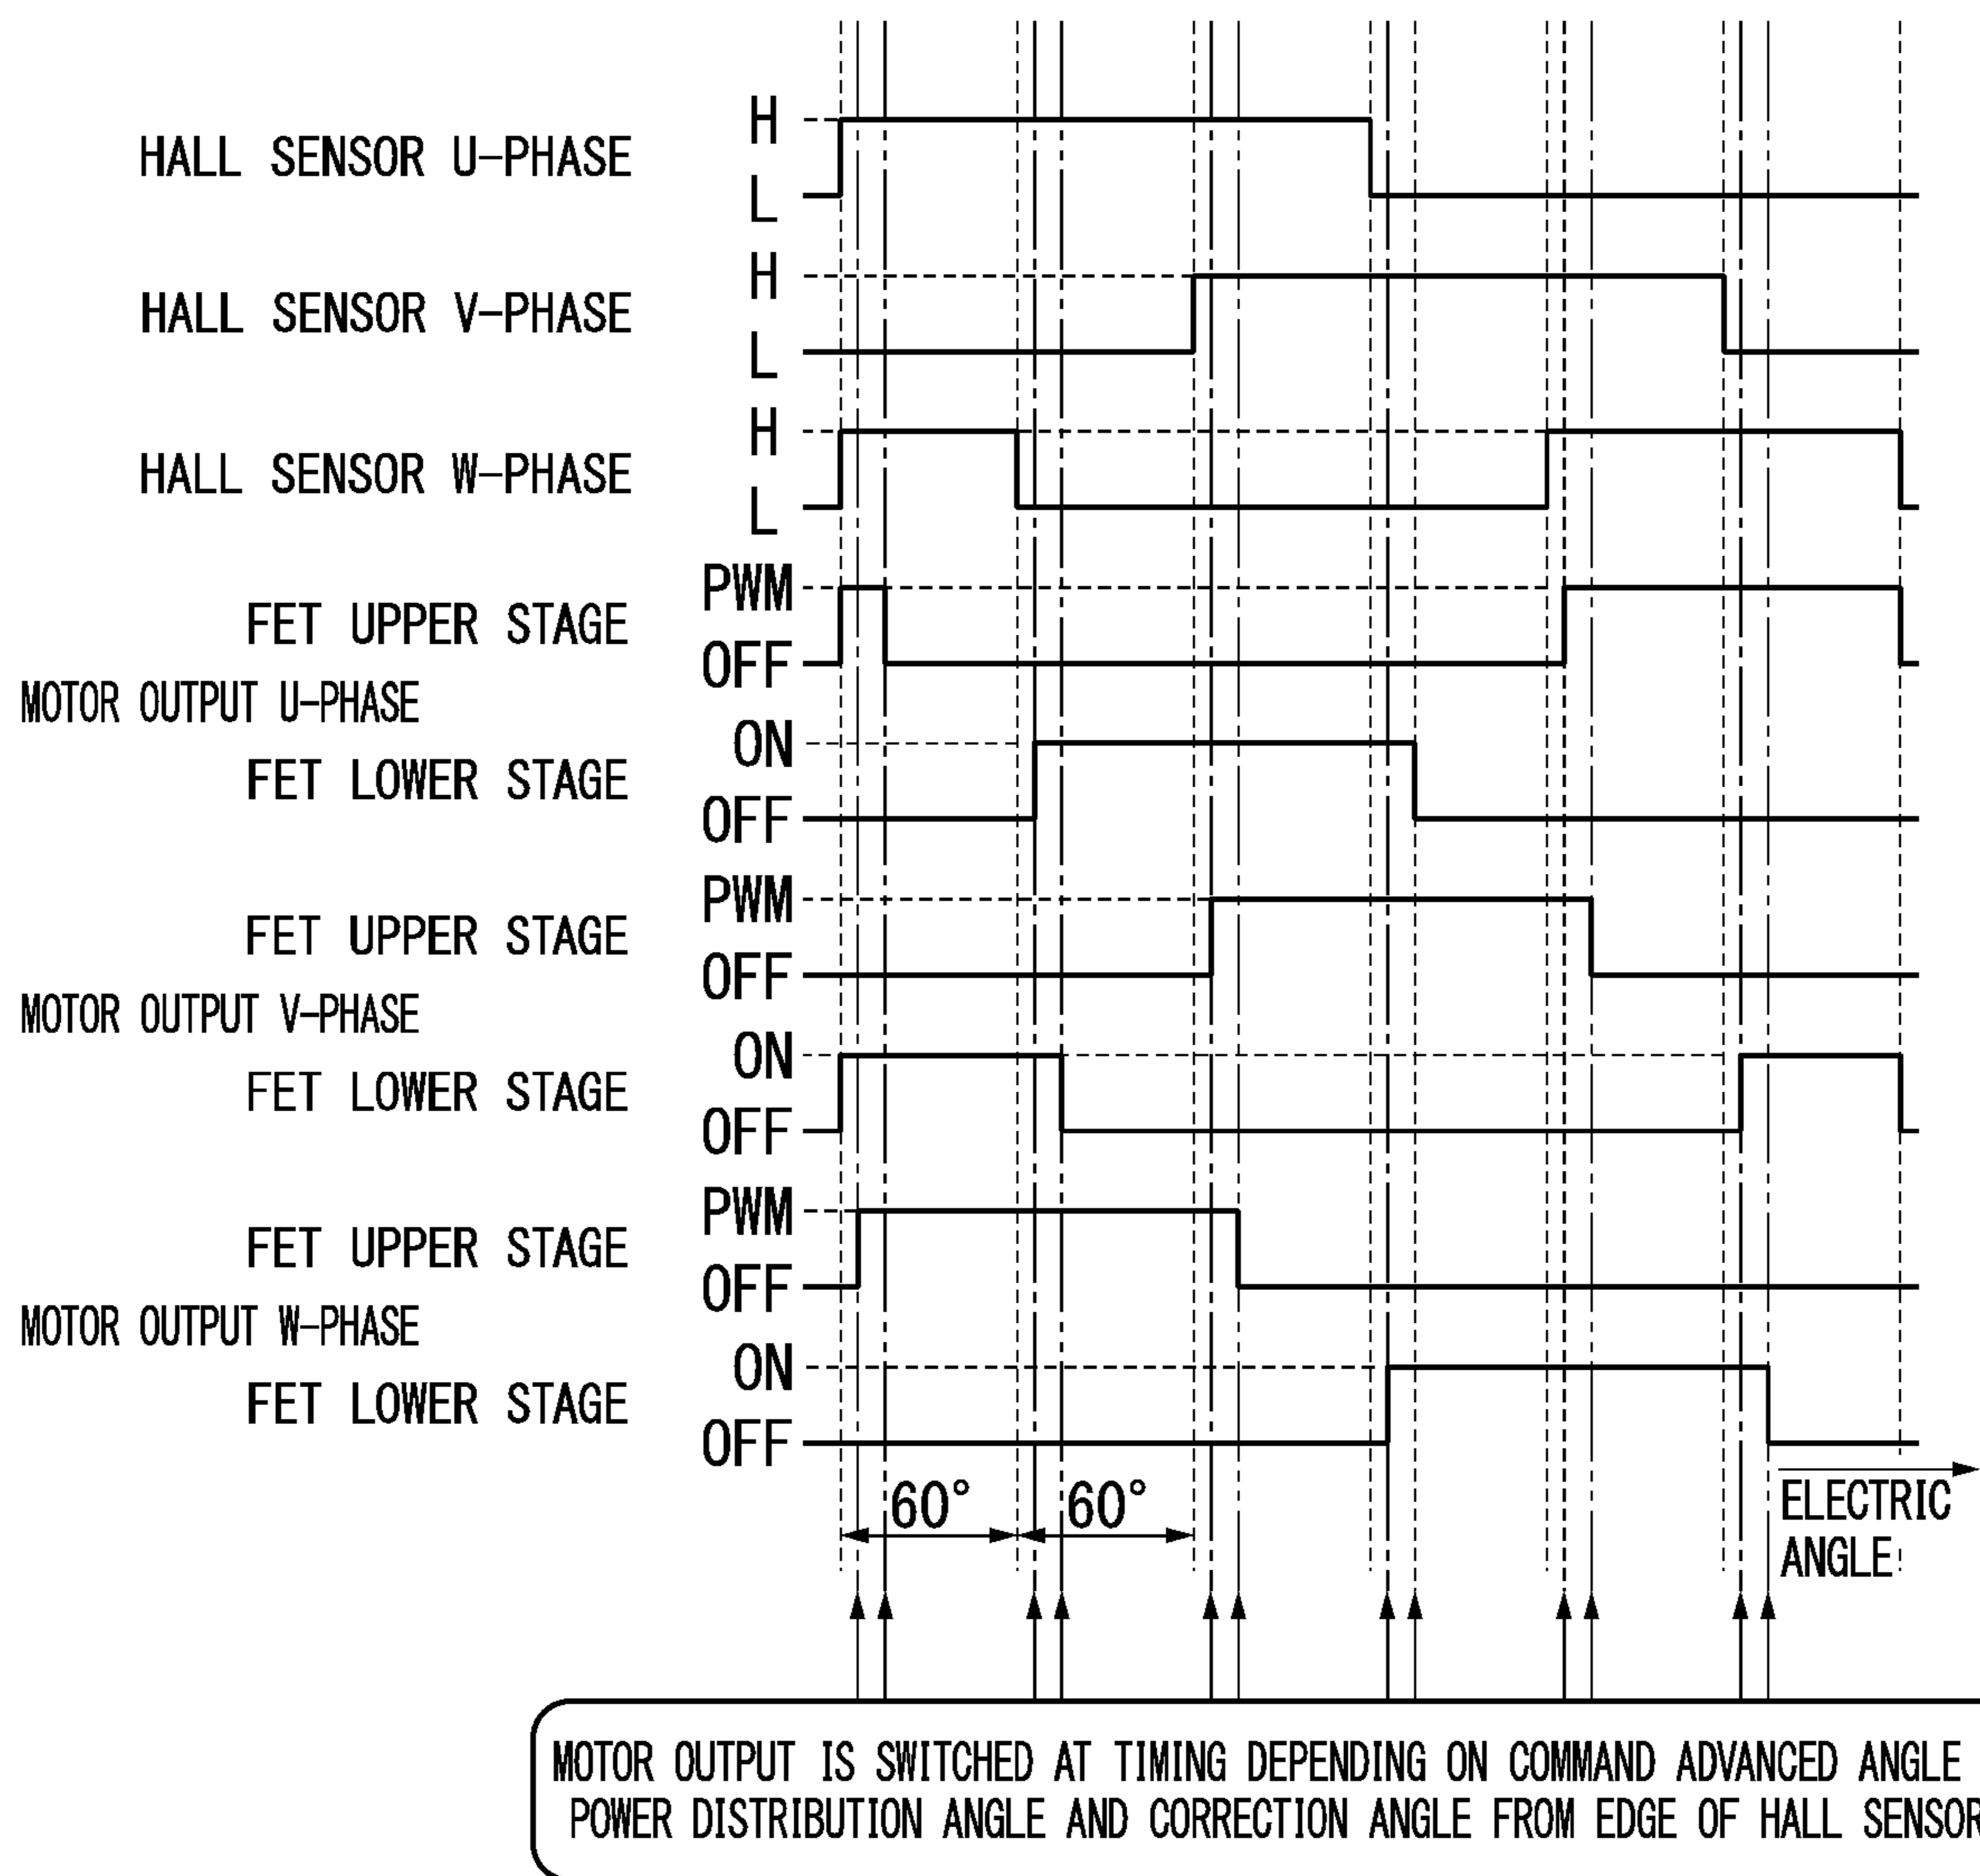 H
HALL SENSOR U-PHASE
L
H
HALL SENSOR V-PHASE
L
H
HALL SENSOR W-PHASE
L
PWM
FET UPPER STAGE
OFF
MOTOR OUTPUT U-PHASE
ON
FET LOWER STAGE
OFF
PWM
FET UPPER STAGE
OFF
MOTOR OUTPUT V-PHASE
ON
FET LOWER STAGE
OFF
PWM
FET UPPER STAGE
OFF
MOTOR OUTPUT W-PHASE
ON
FET LOWER STAGE
OFF
60° 60°
ELECTRIC
ANGLE
MOTOR OUTPUT IS SWITCHED AT TIMING DEPENDING ON COMMAND ADVANCED ANGLE
POWER DISTRIBUTION ANGLE AND CORRECTION ANGLE FROM EDGE OF HALL SENSOR